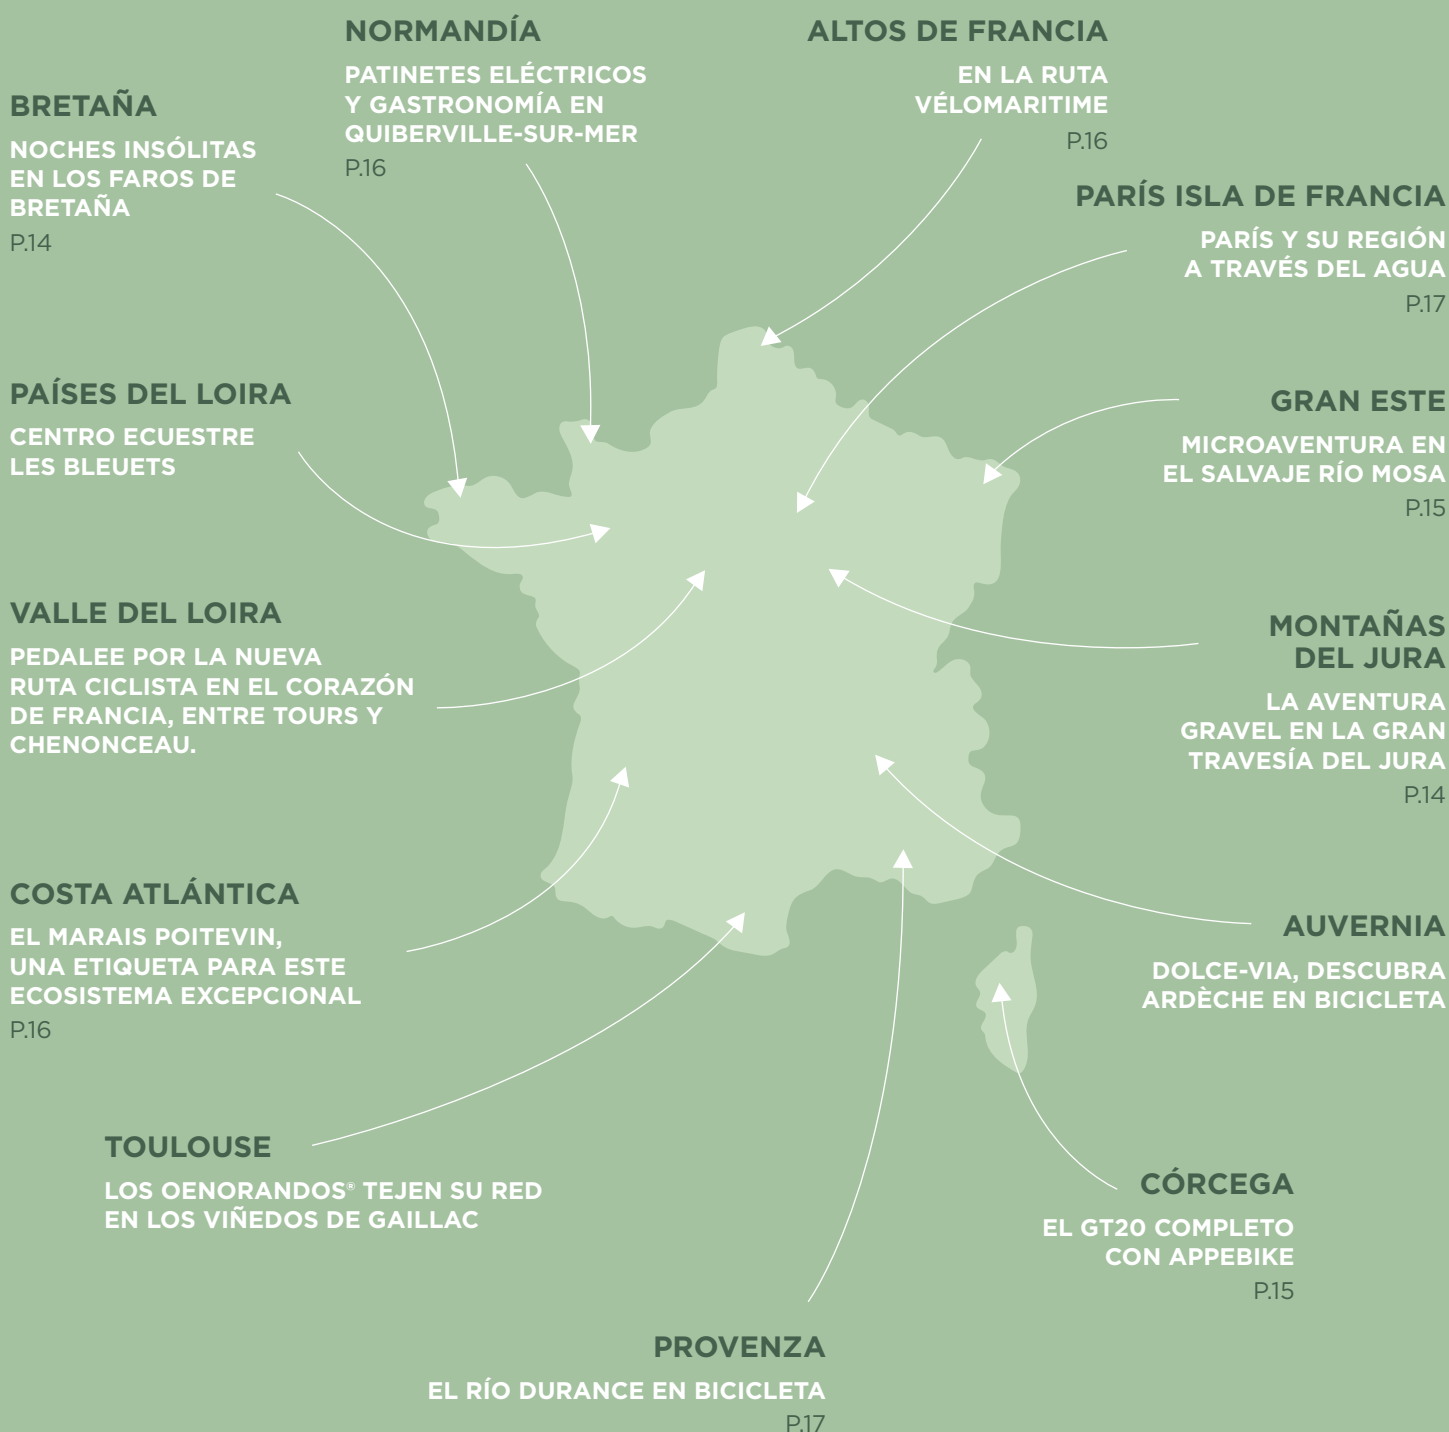 NORMANDÍA
PATINETES ELÉCTRICOS
Y GASTRONOMÍA EN
QUIBERVILLE-SUR-MER
P.16
ALTOS DE FRANCIA
EN LA RUTA
VÉLOMARITIME
P.16
BRETAÑA
NOCHES INSÓLITAS
EN LOS FAROS DE
BRETAÑA
P.14
PARÍS ISLA DE FRANCIA
PARÍS Y SU REGIÓN
A TRAVÉS DEL AGUA
P.17
PAÍSES DEL LOIRA
CENTRO ECUESTRE
LES BLEUETS
GRAN ESTE
MICROAVENTURA EN
EL SALVAJE RÍO MOSA
P.15
VALLE DEL LOIRA
PEDALEE POR LA NUEVA
RUTA CICLISTA EN EL CORAZÓN
DE FRANCIA, ENTRE TOURS Y
CHENONCEAU.
MONTAÑAS
DEL JURA
LA AVENTURA
GRAVEL EN LA GRAN
TRAVESÍA DEL JURA
P.14
COSTA ATLÁNTICA
EL MARAIS POITEVIN,
UNA ETIQUETA PARA ESTE
ECOSISTEMA EXCEPCIONAL
P.16
AUVERNIA
DOLCE-VIA, DESCUBRA
ARDÈCHE EN BICICLETA
TOULOUSE
LOS OENORANDOS® TEJEN SU RED
EN LOS VIÑEDOS DE GAILLAC
CÓRCEGA
EL GT20 COMPLETO
CON APPEBIKE
P.15
PROVENZA
EL RÍO DURANCE EN BICICLETA
P.17